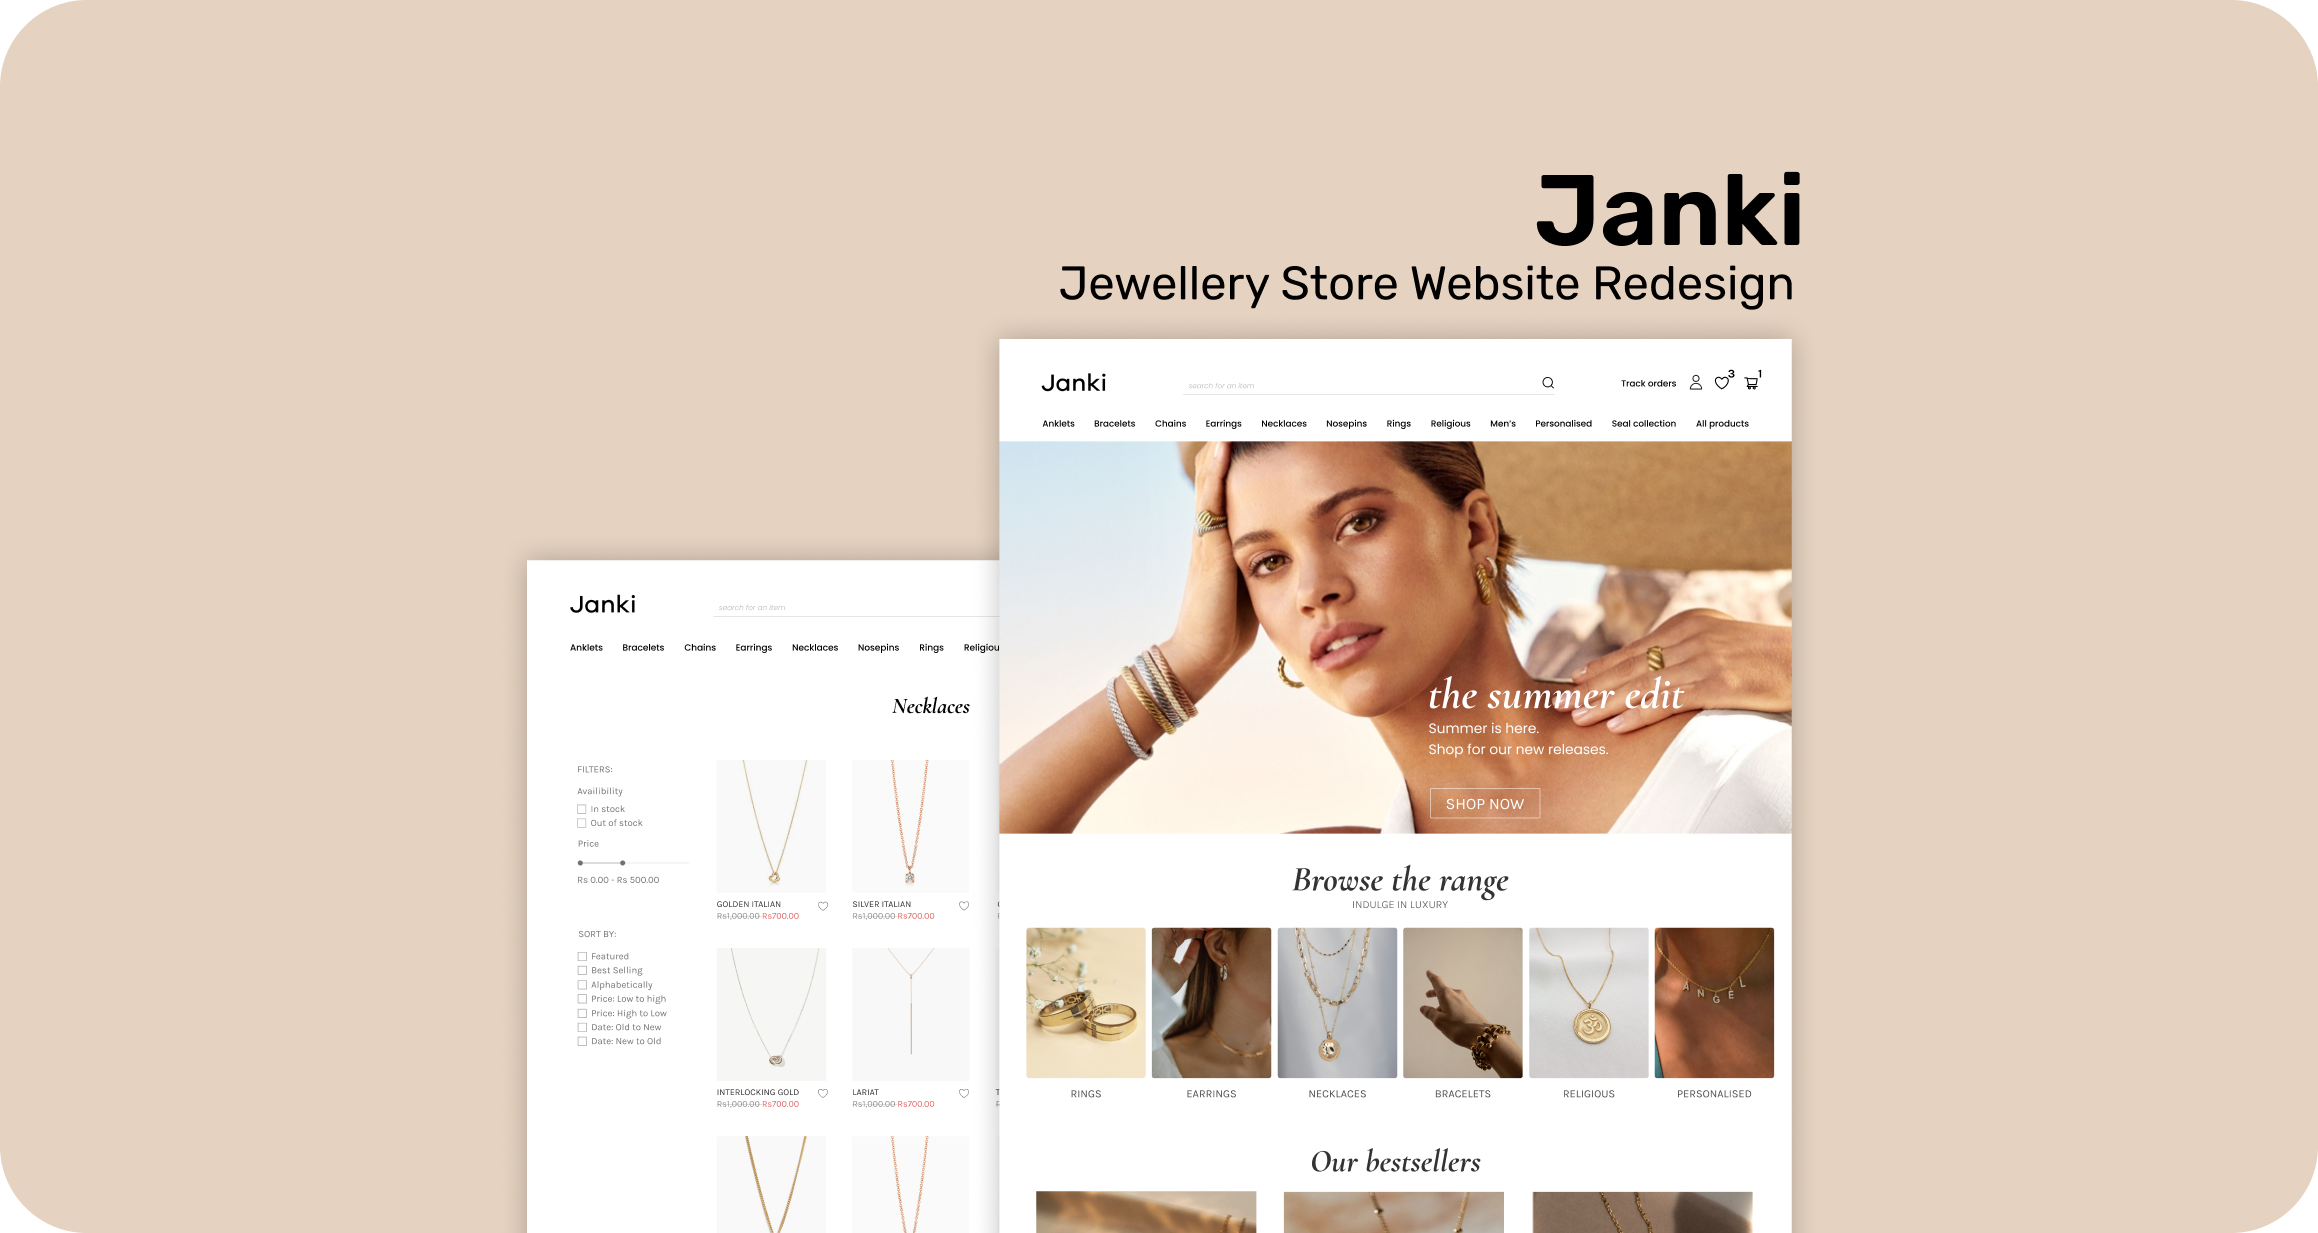 Janki
Jewellery Store Website Redesign
Janki
search for an item
Track orders
3
1
Anklets Bracelets Chains Earrings Necklaces Nosepins Rings Religious Men's Personalised Seal collection All products
the summer edit
Summer is here.
Shop for our new releases.
SHOP NOW
Browse the range
INDULGE IN LUXURY
ANGEL
RINGS EARRINGS NECKLACES BRACELETS RELIGIOUS PERSONALISED
Our bestsellers
Janki
search for an item
Anklets Bracelets Chains Earrings Necklaces Nosepins Rings Religiou
Necklaces
FILTERS:
Availibility
In stock
Out of stock
Price
Rs 0.00 - Rs 500.00
SORT BY:
Featured
Best Selling
Alphabetically
Price: Low to high
Price: High to Low
Date: Old to New
Date: New to Old
GOLDEN ITALIAN
Rs1,000.00 Rs700.00
SILVER ITALIAN
Rs1,000.00 Rs700.00
INTERLOCKING GOLD
Rs1,000.00 Rs700.00
LARIAT
Rs1,000.00 Rs700.00
ॐ